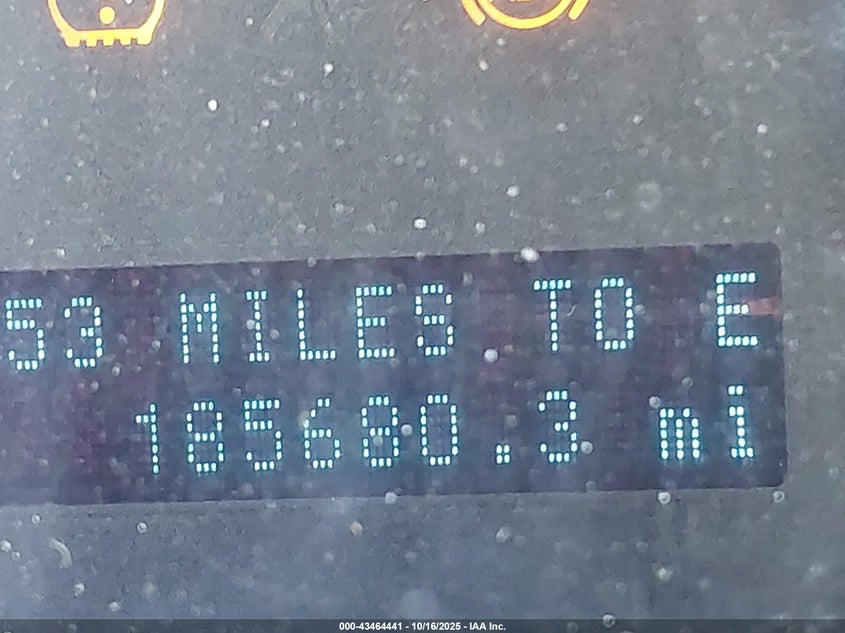 53 MILES TO E
185680.3 mi
000-43464441 - 10/16/2025 - IAA Inc.